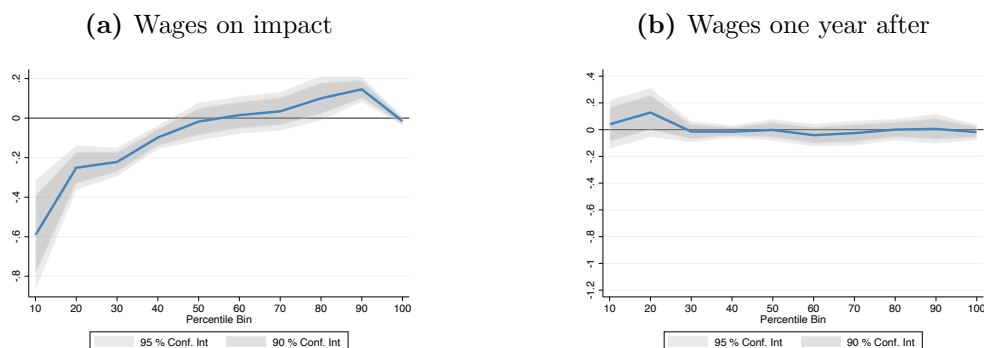 (a) Wages on impact
.2
0
-.2
-.4
-.6
-.8
10 20 30 40 50 60 70 80 90 100
Percentile Bin
95 % Conf. Int 90 % Conf. Int
(b) Wages one year after
.4
.2
0
-.2
-.4
-.6
-.8
-1
-1.2
10 20 30 40 50 60 70 80 90 100
Percentile Bin
95 % Conf. Int 90 % Conf. Int